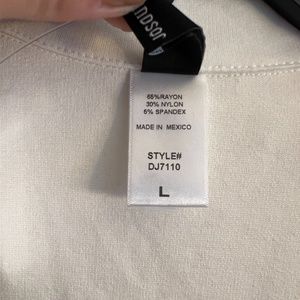 65%RAYON
30% NYLON
5% SPANDEX
MADE IN MEXICO
STYLE#
DJ7110
L